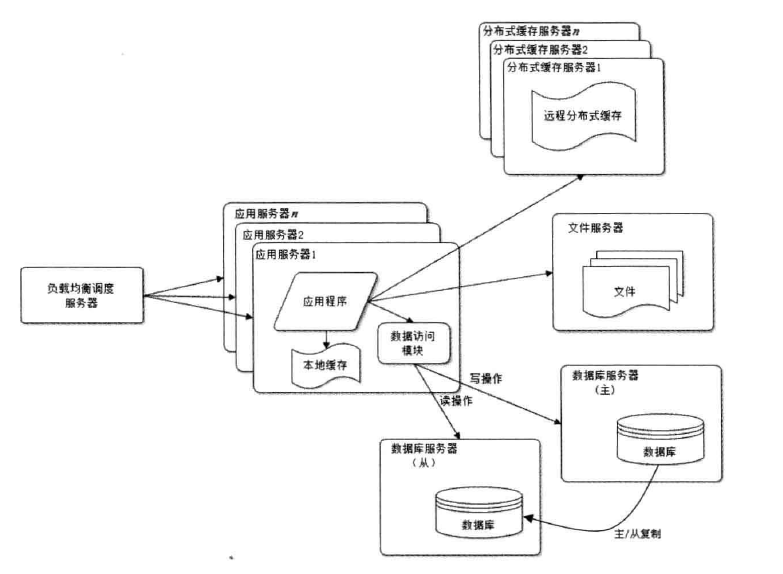 分布式缓存服务器n
分布式缓存服务器2
分布式缓存服务器1
远程分布式缓存
应用服务器n
应用服务器2
应用服务器1
文件服务器
负载均衡调度
服务器
应用程序
文件
数据访问
模块
本地缓存
写操作
读操作
数据库服务器
（主）
数据库
数据库服务器
（从）
数据库
主/从复制